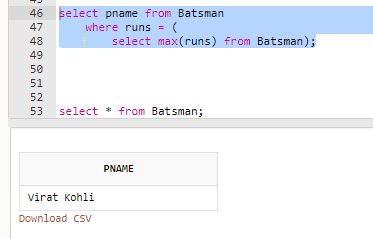 46 select pname from Batsman
47 where runs = (
48 select max(runs) from Batsman);
49
50
51
52
53 select * from Batsman;
PNAME
Virat Kohli
Download CSV